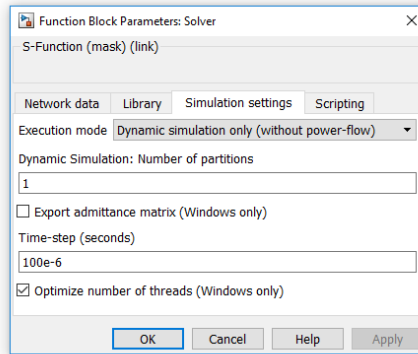 Function Block Parameters: Solver
S-Function (mask) (link)
Network data Library Simulation settings Scripting
Execution mode Dynamic simulation only (without power-flow)
Dynamic Simulation: Number of partitions
1
Export admittance matrix (Windows only)
Time-step (seconds)
100e-6
Optimize number of threads (Windows only)
OK Cancel Help Apply